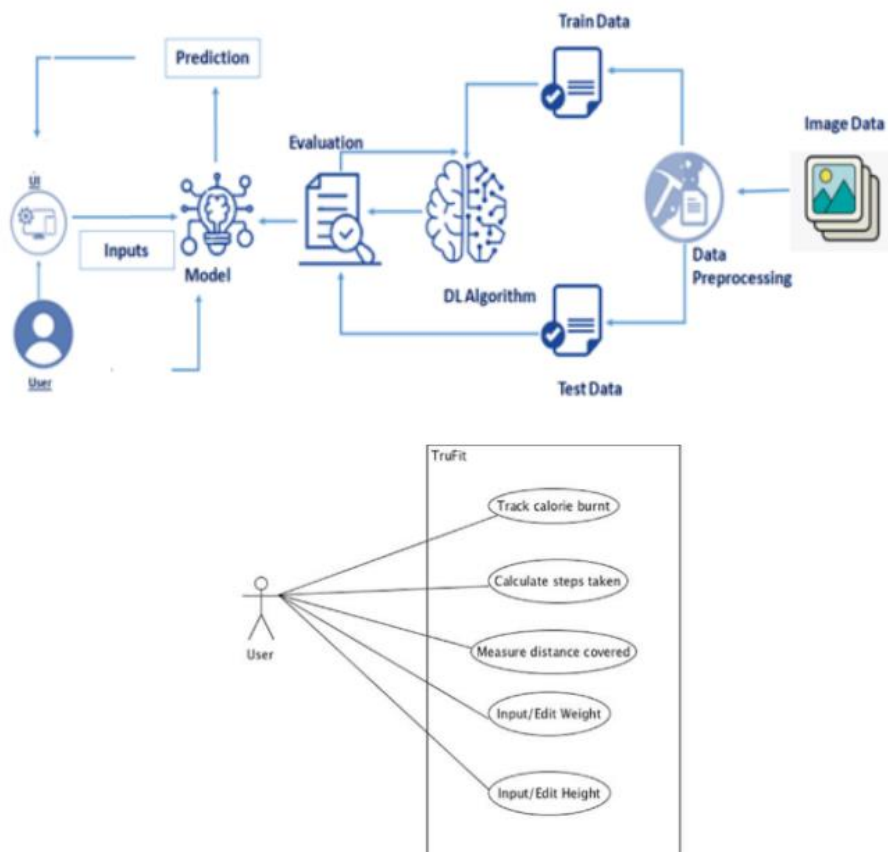 Train Data
Prediction
Image Data
Evaluation
UI
Inputs
Model
DL Algorithm
Data
Preprocessing
User
Test Data
TruFit
Track calorie burnt
Calculate steps taken
Measure distance covered
User
Input/Edit Weight
Input/Edit Height